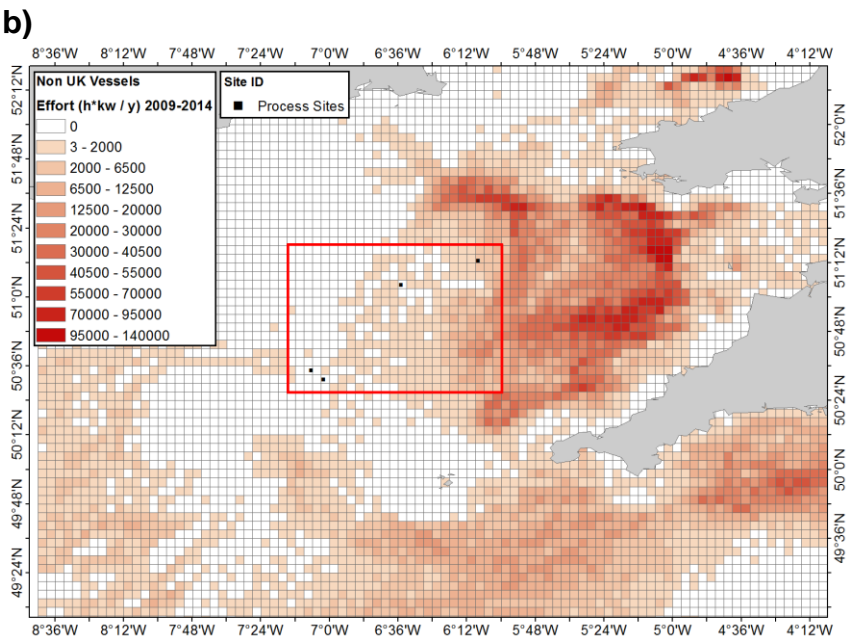 b)
8°36'W 8°12'W 7°48'W 7°24'W 7°0'W 6°36'W 6°12'W 5°48'W 5°24'W 5°0'W 4°36'W 4°12'W
Non UK Vessels
Effort (h*kw / y) 2009-2014
0
3 - 2000
2000 - 6500
6500 - 12500
12500 - 20000
20000 - 30000
30000 - 40500
40500 - 55000
55000 - 70000
70000 - 95000
95000 - 140000
Site ID
Process Sites
52°12'N
51°48'N
51°24'N
51°0'N
50°36'N
50°12'N
49°48'N
49°24'N
52°0'N
51°36'N
51°12'N
50°48'N
50°24'N
50°0'N
49°36'N
8°36'W 8°12'W 7°48'W 7°24'W 7°0'W 6°36'W 6°12'W 5°48'W 5°24'W 5°0'W 4°36'W 4°12'W